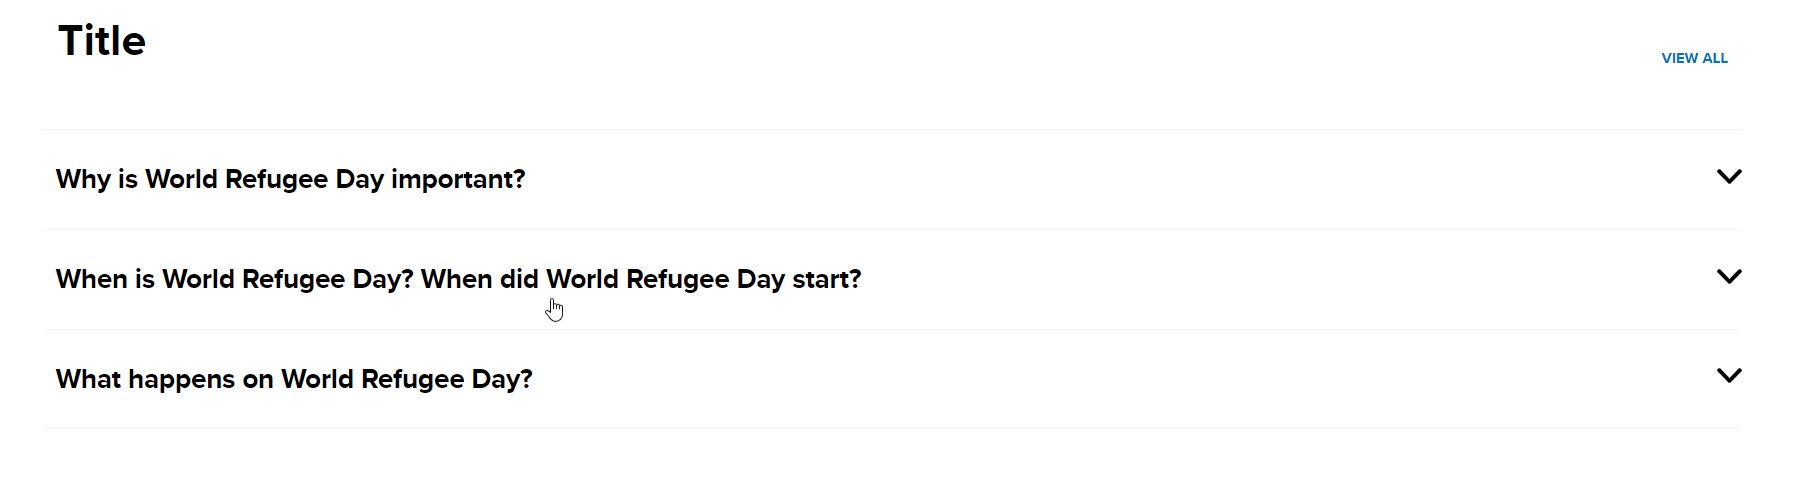 Title
VIEW ALL
Why is World Refugee Day important?
When is World Refugee Day? When did World Refugee Day start?
What happens on World Refugee Day?